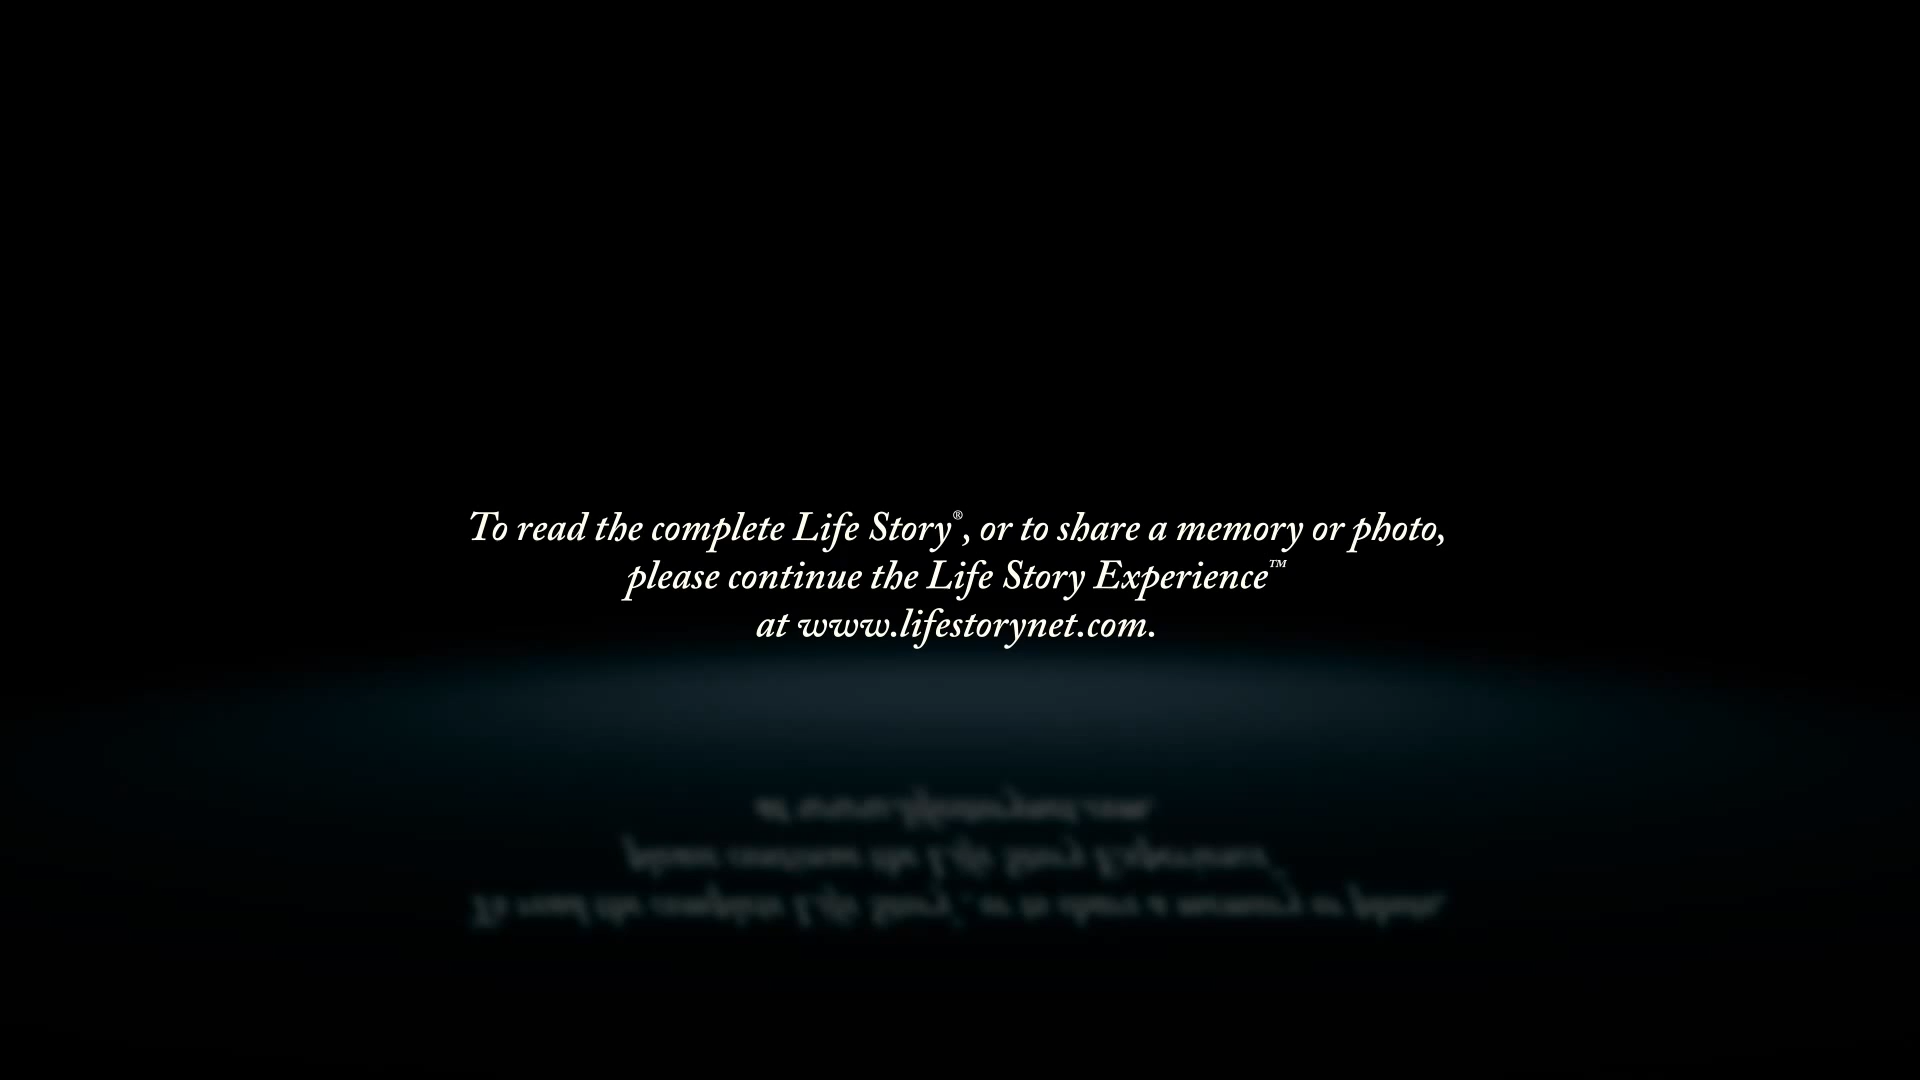 To read the complete Life Story®, or to share a memory or photo,
please continue the Life Story Experience™
at www.lifestorynet.com.